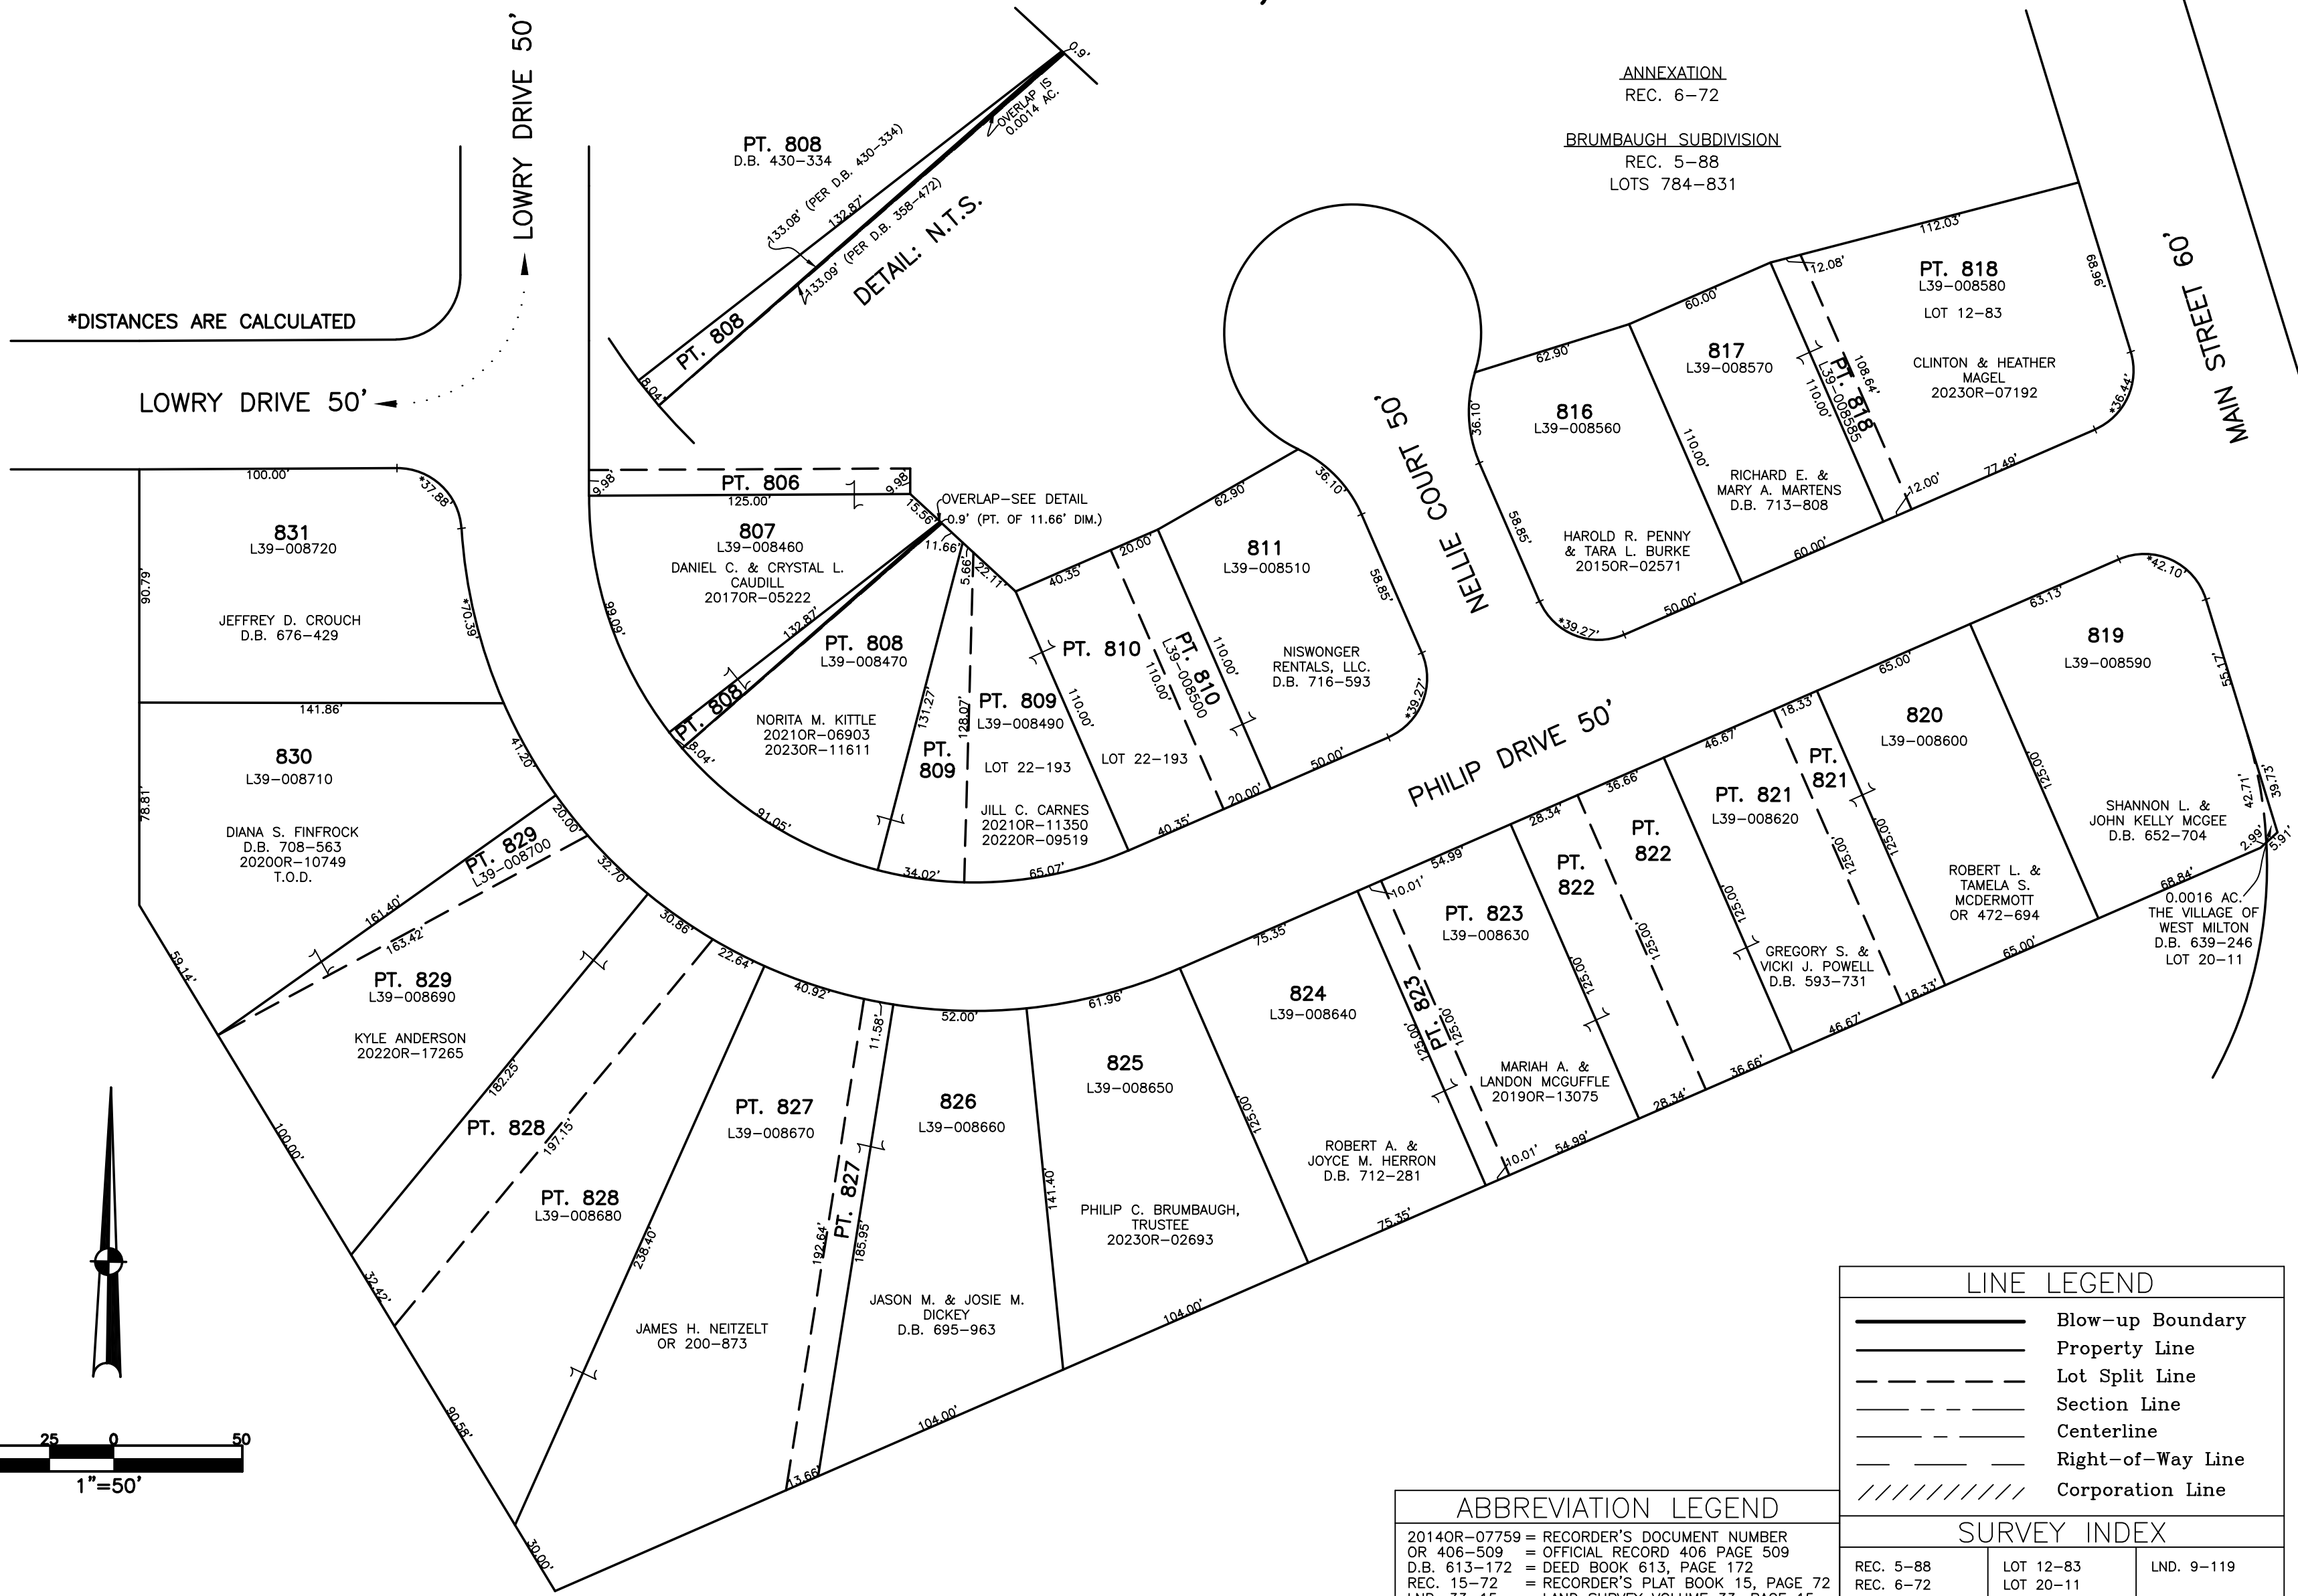 LOWRY DRIVE 50'
*DISTANCES ARE CALCULATED
LOWRY DRIVE 50'
PT. 808
D.B. 430-334
133.08' (PER D.B. 430-334)
132.87'
133.09' (PER D.B. 358-472)
OVERLAP IS
0.0014 AC.
0.9'
PT. 808
8.04'
DETAIL: N.T.S.
ANNEXATION
REC. 6-72
BRUMBAUGH SUBDIVISION
REC. 5-88
LOTS 784-831
MAIN STREET 60'
112.03'
12.08'
68.96'
PT. 818
L39-008580
LOT 12-83
CLINTON & HEATHER
MAGEL
2023OR-07192
*36.44'
77.49'
12.00'
108.64'
PT. 818
L39-008585
110.00'
60.00'
817
L39-008570
RICHARD E. &
MARY A. MARTENS
D.B. 713-808
60.00'
110.00'
62.90'
816
L39-008560
36.10'
58.85'
HAROLD R. PENNY
& TARA L. BURKE
2015OR-02571
50.00'
*39.27'
NELLIE COURT 50'
36.10'
62.90'
811
L39-008510
58.85'
NISWONGER
RENTALS, LLC.
D.B. 716-593
*39.27'
50.00'
20.00'
PT. 810
L39-008500
110.00'
110.00'
20.00'
40.35'
PT. 810
LOT 22-193
110.00'
40.35'
PT. 806
9.98'
9.98'
125.00'
15.56'
OVERLAP-SEE DETAIL
0.9' (PT. OF 11.66' DIM.)
11.66'
5.66'
22.11'
807
L39-008460
DANIEL C. & CRYSTAL L.
CAUDILL
2017OR-05222
99.09'
132.87'
PT. 808
8.04'
PT. 808
L39-008470
NORITA M. KITTLE
2021OR-06903
2023OR-11611
91.05'
131.27'
128.07'
PT.
809
PT. 809
L39-008490
LOT 22-193
JILL C. CARNES
2021OR-11350
2022OR-09519
34.02'
65.07'
100.00'
*37.88'
831
L39-008720
90.79'
JEFFREY D. CROUCH
D.B. 676-429
*70.39'
141.86'
830
L39-008710
78.81'
DIANA S. FINFROCK
D.B. 708-563
2020OR-10749
T.O.D.
41.20'
20.00'
PT. 829
L39-008700
161.40'
163.42'
59.14'
PT. 829
L39-008690
KYLE ANDERSON
2022OR-17265
32.70'
30.86'
22.64'
40.92'
11.58'
52.00'
61.96'
75.35'
182.25'
100.00'
PT. 828
197.15'
PT. 828
L39-008680
32.42'
238.40'
90.58'
PT. 827
L39-008670
JAMES H. NEITZELT
OR 200-873
30.00'
192.64'
PT. 827
185.95'
13.66'
826
L39-008660
JASON M. & JOSIE M.
DICKEY
D.B. 695-963
104.00'
141.40'
825
L39-008650
PHILIP C. BRUMBAUGH,
TRUSTEE
2023OR-02693
104.00'
125.00'
824
L39-008640
ROBERT A. &
JOYCE M. HERRON
D.B. 712-281
75.35'
10.01'
PT. 823
125.00'
125.00'
10.01'
54.99'
PT. 823
L39-008630
MARIAH A. &
LANDON MCGUFFLE
2019OR-13075
54.99'
28.34'
PT.
822
125.00'
125.00'
28.34'
36.66'
PT.
822
36.66'
PHILIP DRIVE 50'
46.67'
PT. 821
L39-008620
125.00'
125.00'
GREGORY S. &
VICKI J. POWELL
D.B. 593-731
46.67'
18.33'
PT.
821
125.00'
18.33'
65.00'
820
L39-008600
125.00'
ROBERT L. &
TAMELA S.
MCDERMOTT
OR 472-694
65.00'
63.13'
*42.10'
819
L39-008590
55.17'
42.71'
39.73'
SHANNON L. &
JOHN KELLY MCGEE
D.B. 652-704
2.99'
5.91'
68.84'
0.0016 AC.
THE VILLAGE OF
WEST MILTON
D.B. 639-246
LOT 20-11
25 0 50
1"=50'
LINE LEGEND
Blow-up Boundary
Property Line
Lot Split Line
Section Line
Centerline
Right-of-Way Line
Corporation Line
ABBREVIATION LEGEND
2014OR-07759 = RECORDER'S DOCUMENT NUMBER
OR 406-509 = OFFICIAL RECORD 406 PAGE 509
D.B. 613-172 = DEED BOOK 613, PAGE 172
REC. 15-72 = RECORDER'S PLAT BOOK 15, PAGE 72
SURVEY INDEX
REC. 5-88 LOT 12-83 LND. 9-119
REC. 6-72 LOT 20-11